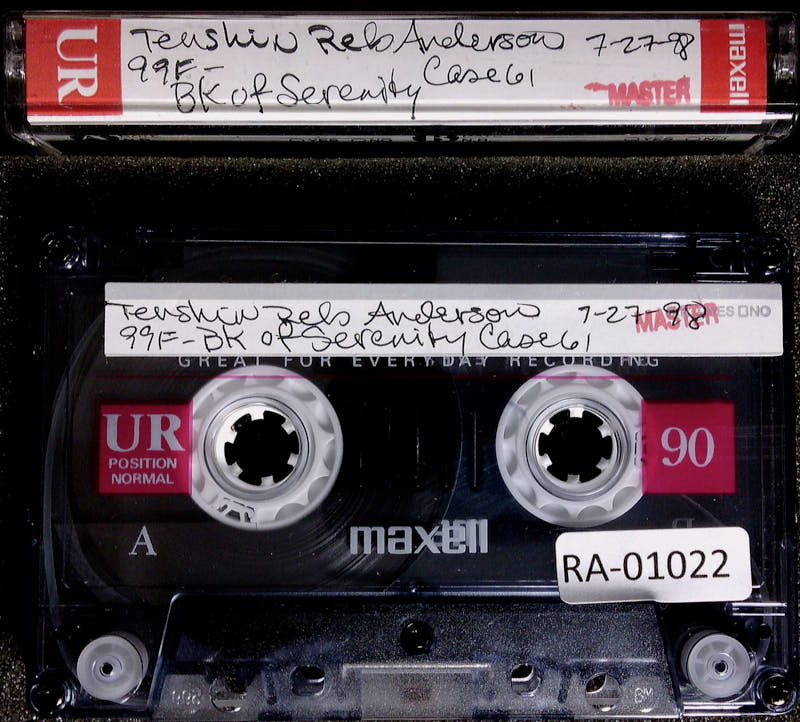 UR
Tenshin Reb Anderson 7-27-98
99F-
BK of Serenity Case 61
MASTER
maxell
Tenshin Reb Anderson 7-27-98
MASTER
NO
99F-BK of Serenity Case 61
GREAT FOR EVERYDAY RECORDING
UR
POSITION
NORMAL
90
A
maxell
RA-01022